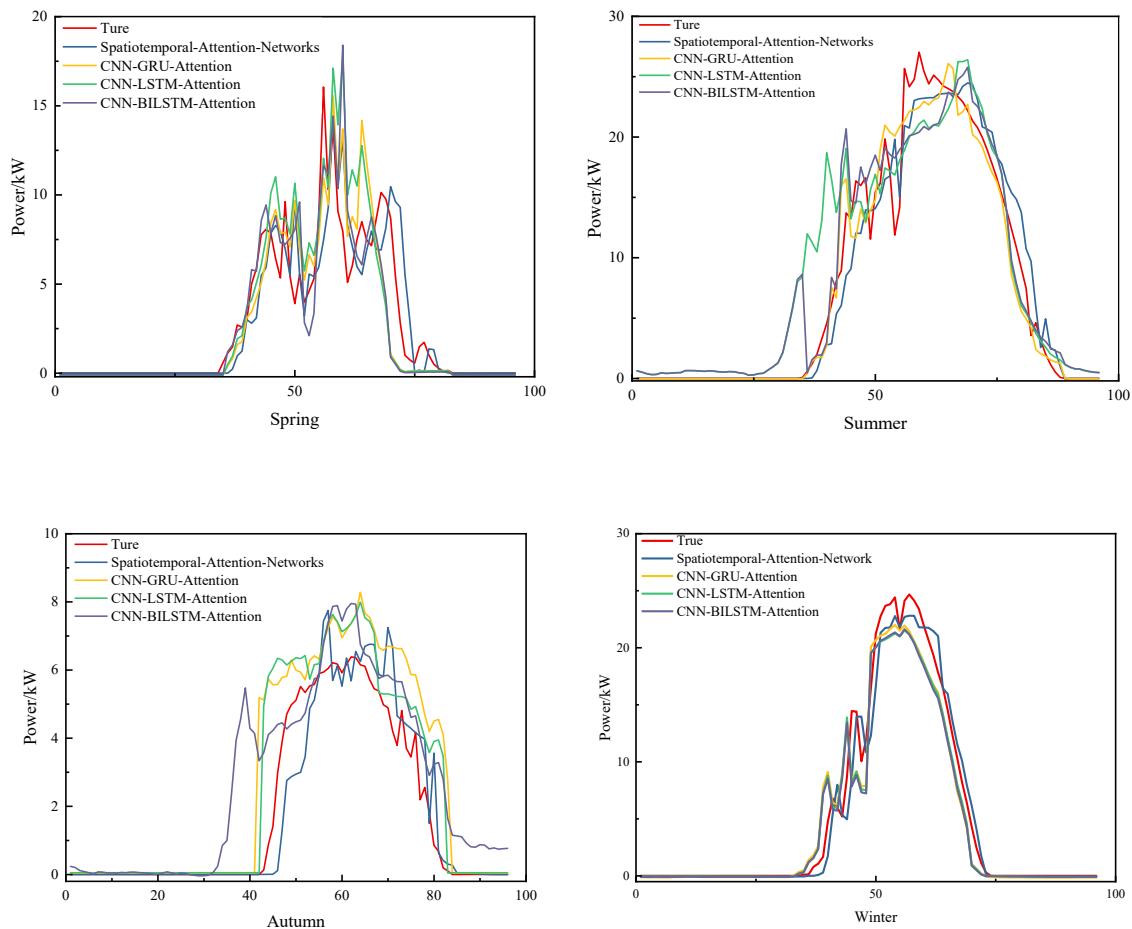 20
15
10
5
0
Power/kW
Ture
Spatiotemporal-Attention-Networks
CNN-GRU-Attention
CNN-LSTM-Attention
CNN-BILSTM-Attention
0 50 100
Spring
30
20
10
0
Power/kW
Ture
Spatiotemporal-Attention-Networks
CNN-GRU-Attention
CNN-LSTM-Attention
CNN-BILSTM-Attention
50 100
Summer
10
8
6
4
2
0
Power/kW
Ture
Spatiotemporal-Attention-Networks
CNN-GRU-Attention
CNN-LSTM-Attention
CNN-BILSTM-Attention
0 20 40 60 80 100
Autumn
30
20
10
0
Power/kW
True
Spatiotemporal-Attention-Network
CNN-GRU-Attention
CNN-LSTM-Attention
CNN-BILSTM-Attention
0 50 100
Winter